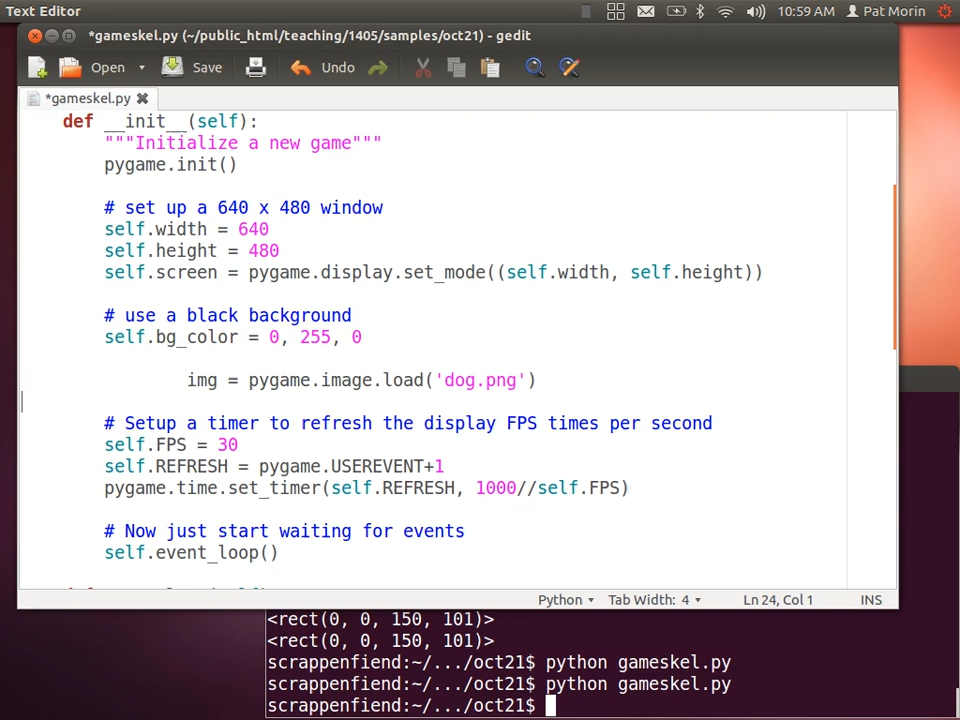 Text Editor
10:59 AM Pat Morin
*gameskel.py (~/public_html/teaching/1405/samples/oct21) - gedit
Open Save Undo
*gameskel.py
def __init__(self):
"""Initialize a new game"""
pygame.init()
# set up a 640 x 480 window
self.width = 640
self.height = 480
self.screen = pygame.display.set_mode((self.width, self.height))
# use a black background
self.bg_color = 0, 255, 0
img = pygame.image.load('dog.png')
# Setup a timer to refresh the display FPS times per second
self.FPS = 30
self.REFRESH = pygame.USEREVENT+1
pygame.time.set_timer(self.REFRESH, 1000//self.FPS)
# Now just start waiting for events
self.event_loop()
Python Tab Width: 4 Ln 24, Col 1 INS
<rect(0, 0, 150, 101)>
<rect(0, 0, 150, 101)>
scrappenfiend:~/.../oct21$ python gameskel.py
scrappenfiend:~/.../oct21$ python gameskel.py
scrappenfiend:~/.../oct21$